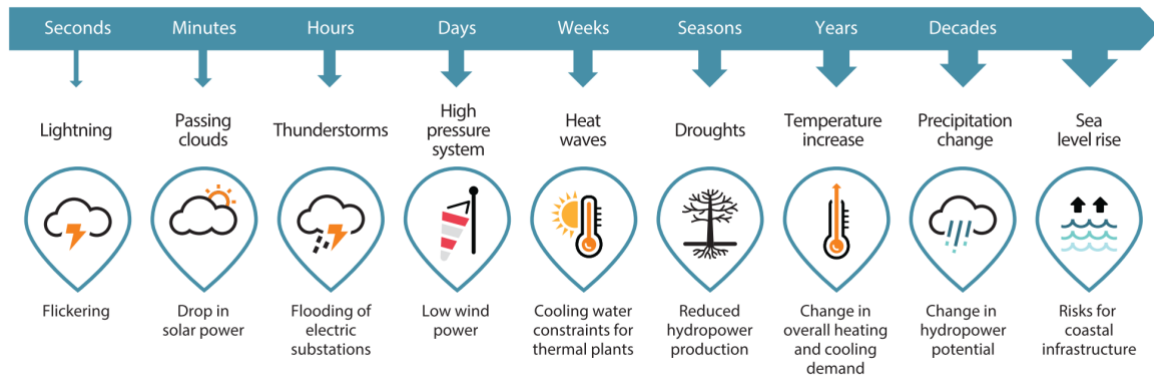 Seconds
Minutes
Hours
Days
Weeks
Seasons
Years
Decades
Lightning
Passing
clouds
Thunderstorms
High
pressure
system
Heat
waves
Droughts
Temperature
increase
Precipitation
change
Sea
level rise
Flickering
Drop in
solar power
Flooding of
electric
substations
Low wind
power
Cooling water
constraints for
thermal plants
Reduced
hydropower
production
Change in
overall heating
and cooling
demand
Change in
hydropower
potential
Risks for
coastal
infrastructure